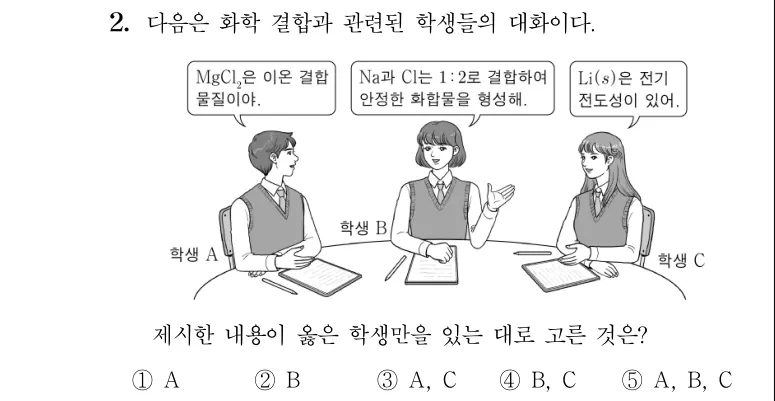 2. 다음은 화학 결합과 관련된 학생들의 대화이다.
MgCl₂은 이온 결합
물질이야.
Na과 Cl는 1 : 2로 결합하여
안정한 화합물을 형성해.
Li(s)은 전기
전도성이 있어.
학생 A
학생 B
학생 C
제시한 내용이 옳은 학생만을 있는 대로 고른 것은?
① A ② B ③ A, C ④ B, C ⑤ A, B, C